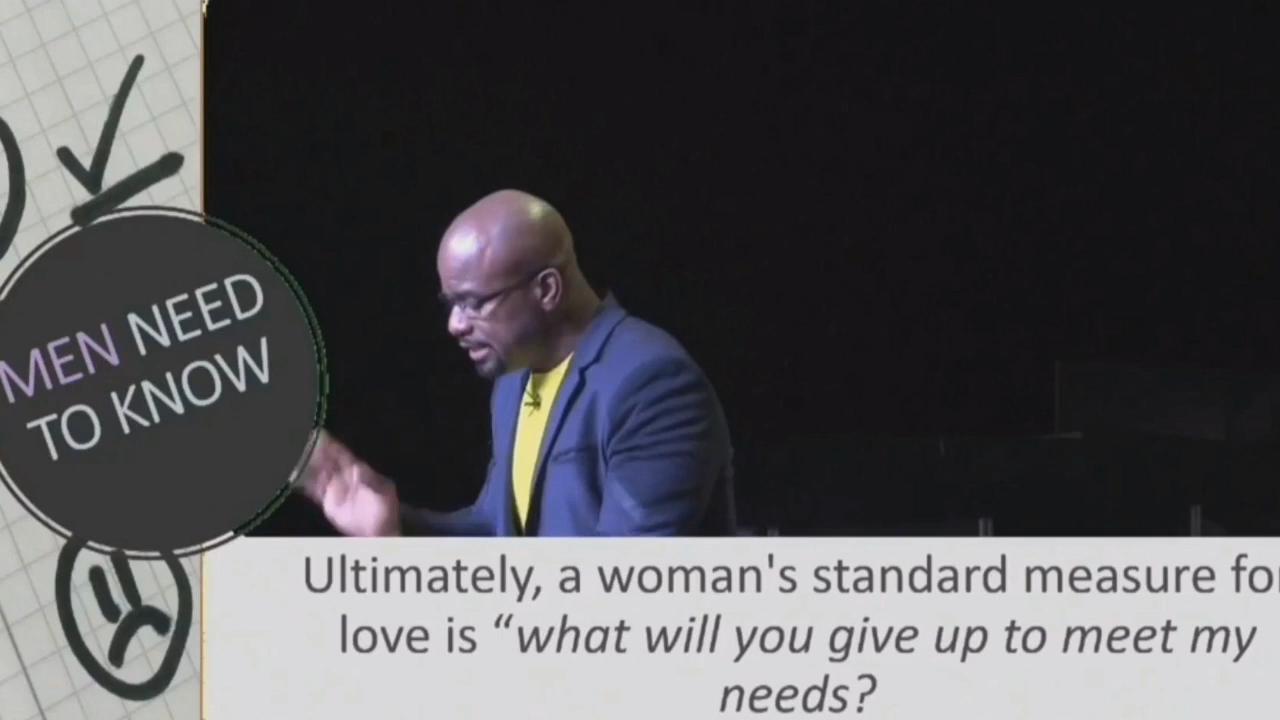 MEN NEED
TO KNOW
Ultimately, a woman's standard measure for
love is “what will you give up to meet my
needs?